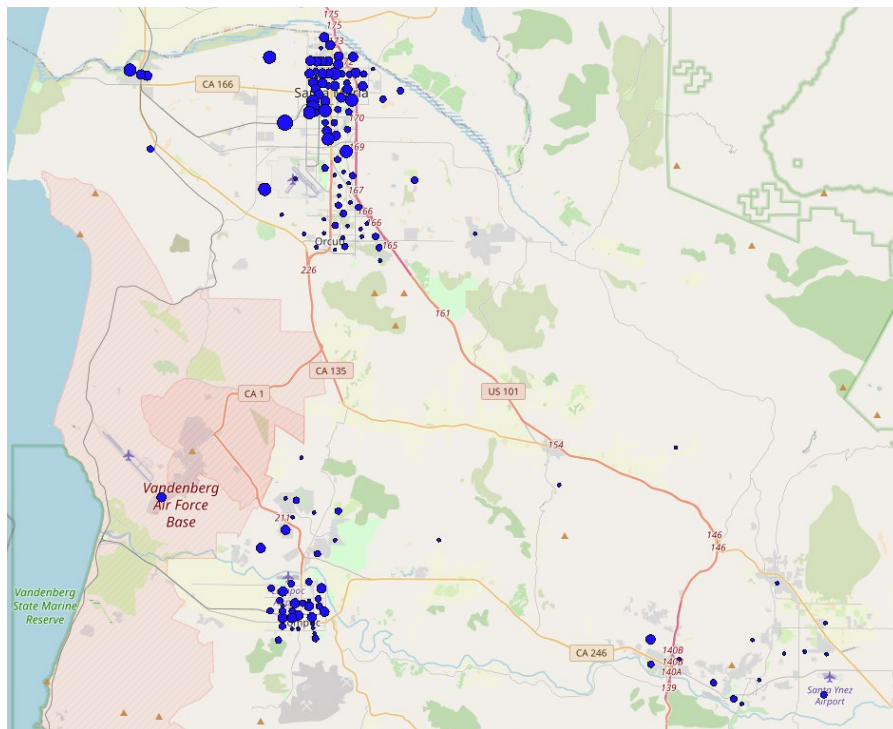 175
175
CA 166
170
169
167
166
166
165
Orcutt
226
161
CA 135
CA 1
US 101
154
Vandenberg
Air Force
Base
211
146
146
Vandenberg
State Marine
Reserve
CA 246
140B
140B
140A
139
Santa Ynez
Airport